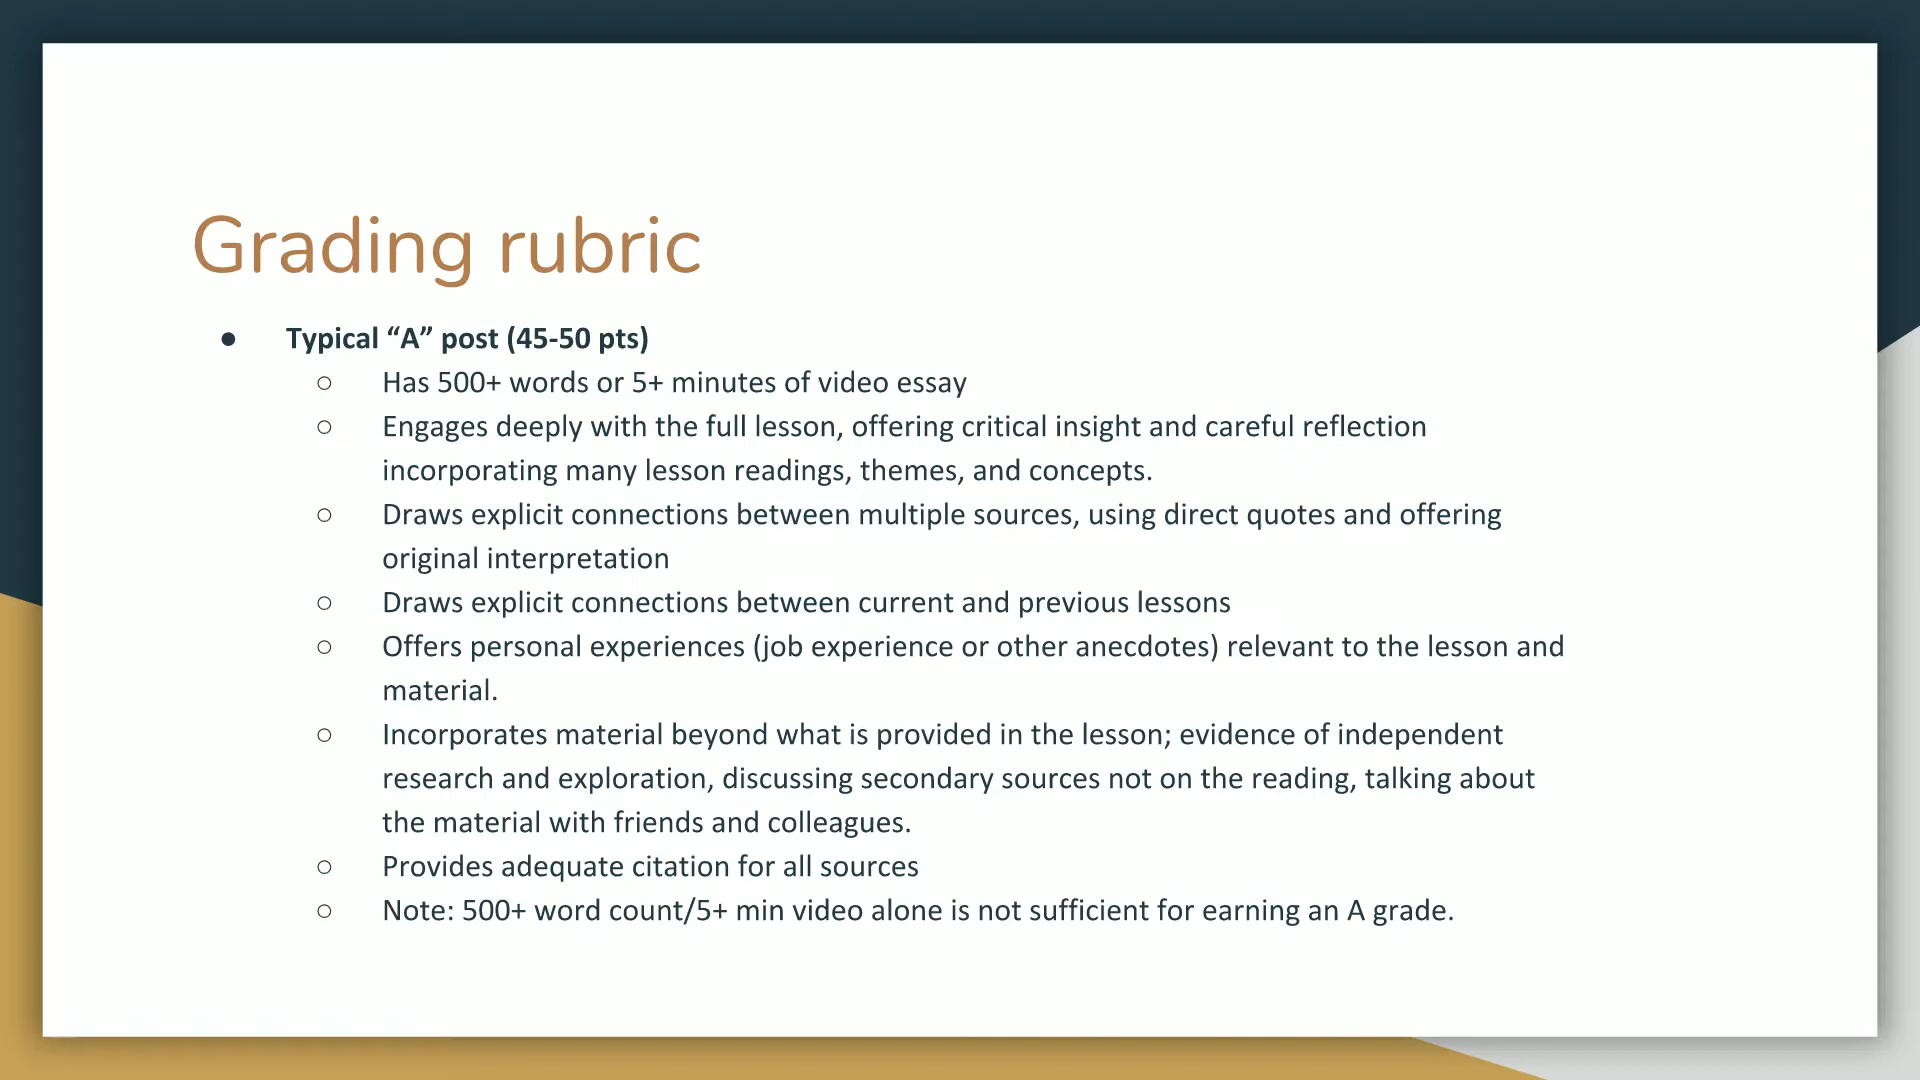 Grading rubric
● Typical “A” post (45-50 pts)
○ Has 500+ words or 5+ minutes of video essay
○ Engages deeply with the full lesson, offering critical insight and careful reflection
incorporating many lesson readings, themes, and concepts.
○ Draws explicit connections between multiple sources, using direct quotes and offering
original interpretation
○ Draws explicit connections between current and previous lessons
○ Offers personal experiences (job experience or other anecdotes) relevant to the lesson and
material.
○ Incorporates material beyond what is provided in the lesson; evidence of independent
research and exploration, discussing secondary sources not on the reading, talking about
the material with friends and colleagues.
○ Provides adequate citation for all sources
○ Note: 500+ word count/5+ min video alone is not sufficient for earning an A grade.